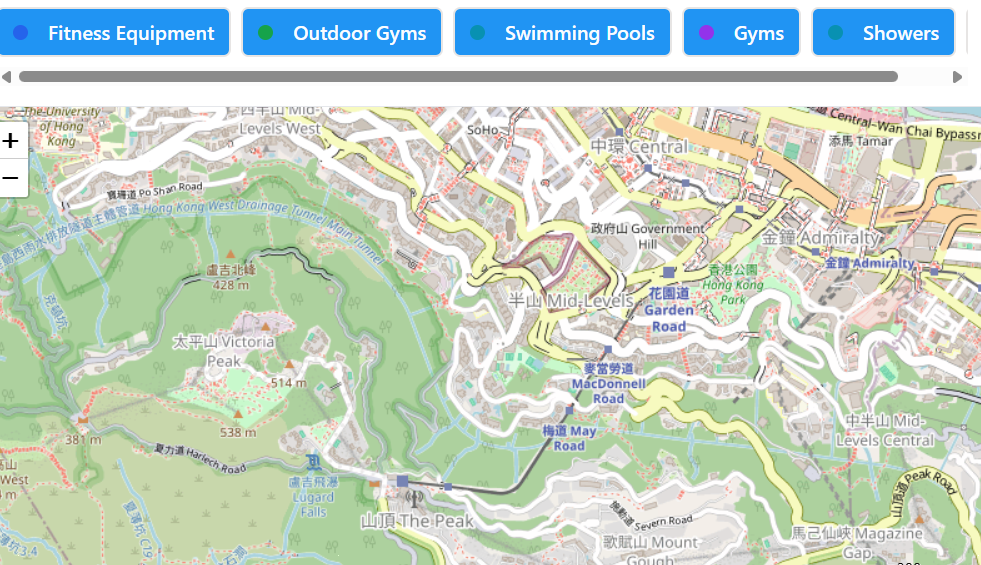 Fitness Equipment
Outdoor Gyms
Swimming Pools
Gyms
Showers
+
−
The-University
of Hong
Kong
西半山 Mid-
Levels West
SoHo
中環 Central
Central–Wan Chai Bypass
添馬 Tamar
寶珊道 Po Shan Road
港島西雨水排放隧道主體管道 Hong Kong West Drainage Tunnel Main Tunnel
政府山 Government
Hill
金鐘 Admiralty
金鐘 Admiralty
盧吉北峰
428 m
香港公園
Hong Kong
Park
半山 Mid-Levels
花園道
Garden
Road
太平山 Victoria
Peak
514 m
麥當勞道
MacDonnell
Road
538 m
381 m
梅道 May
Road
中半山 Mid-
Levels Central
夏力道 Harlech Road
West
盧吉飛瀑
Lugard
Falls
山頂 The Peak
山頂道 Peak Road
施勳道 Severn Road
歌賦山 Mount
Gough
馬己仙峽 Magazine
Gap